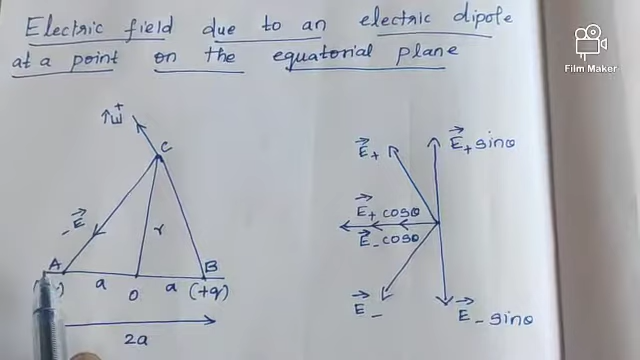 Electric field due to an electric dipole
at a point on the equatorial plane
Film Maker
E+
C
E-
r
A
B
a
O
a
(+q)
2a
E+
E+ sinθ
E+ cosθ
E- cosθ
E-
E- sinθ